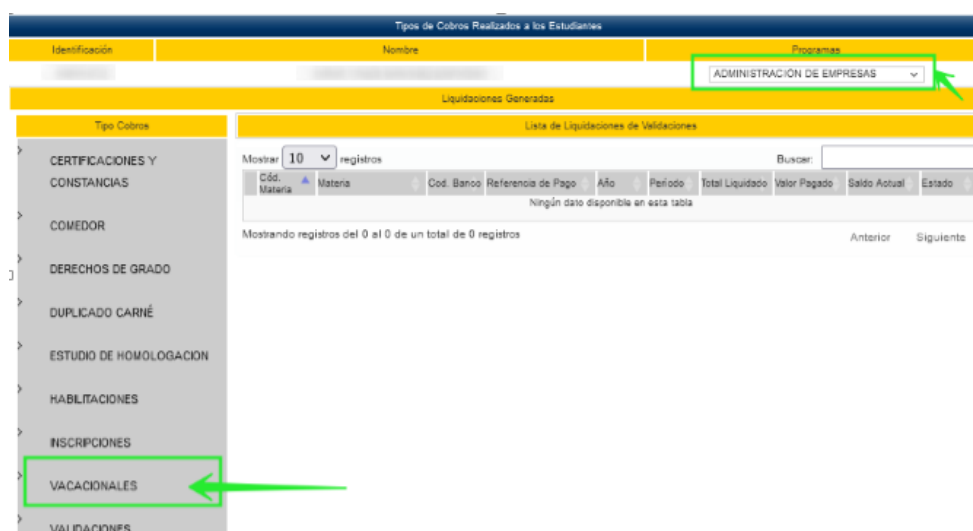 Tipos de Cobros Realizados a los Estudiantes
Identificación Nombre Programas
ADMINISTRACIÓN DE EMPRESAS
Liquidaciones Generadas
Tipo Cobros
Lista de Liquidaciones de Validaciones
CERTIFICACIONES Y
CONSTANCIAS
COMEDOR
DERECHOS DE GRADO
DUPLICADO CARNÉ
ESTUDIO DE HOMOLOGACION
HABILITACIONES
INSCRIPCIONES
VACACIONALES
VALIDACIONES
Mostrar 10 registros Buscar:
Cód. Materia Materia Cod. Banco Referencia de Pago Año Período Total Liquidado Valor Pagado Saldo Actual Estado
Ningún dato disponible en esta tabla
Mostrando registros del 0 al 0 de un total de 0 registros
Anterior Siguiente